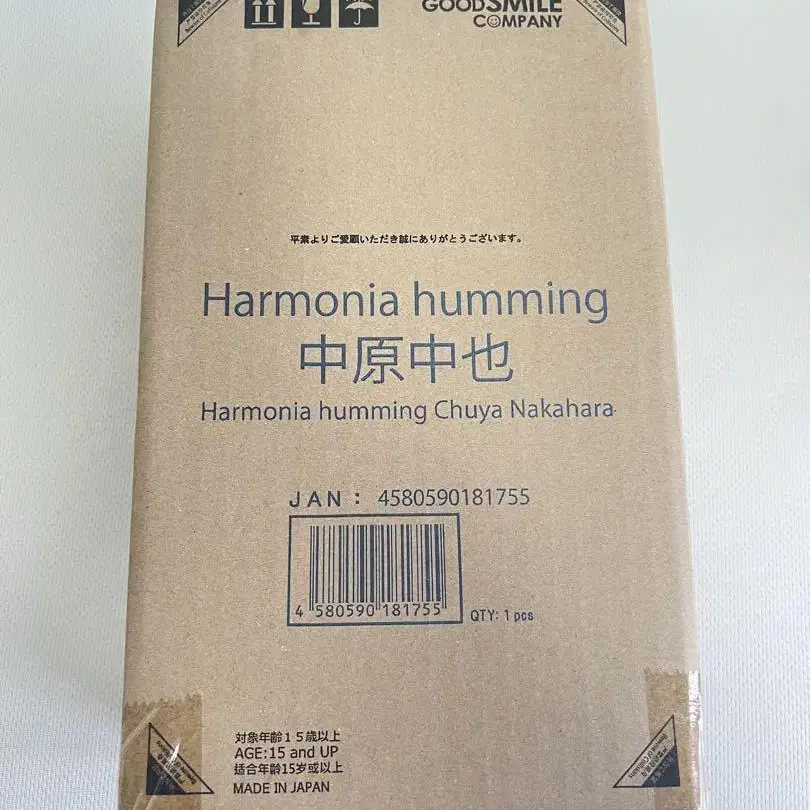 GOODSMILE
COMPANY
平素よりご愛顧いただき誠にありがとうございます。
Harmonia humming
中原中也
Harmonia humming Chuya Nakahara
JAN: 4580590181755
4 580590 181755
QTY: 1 pcs
対象年齢15歳以上
AGE:15 and UP
适合年龄15岁或以上
MADE IN JAPAN